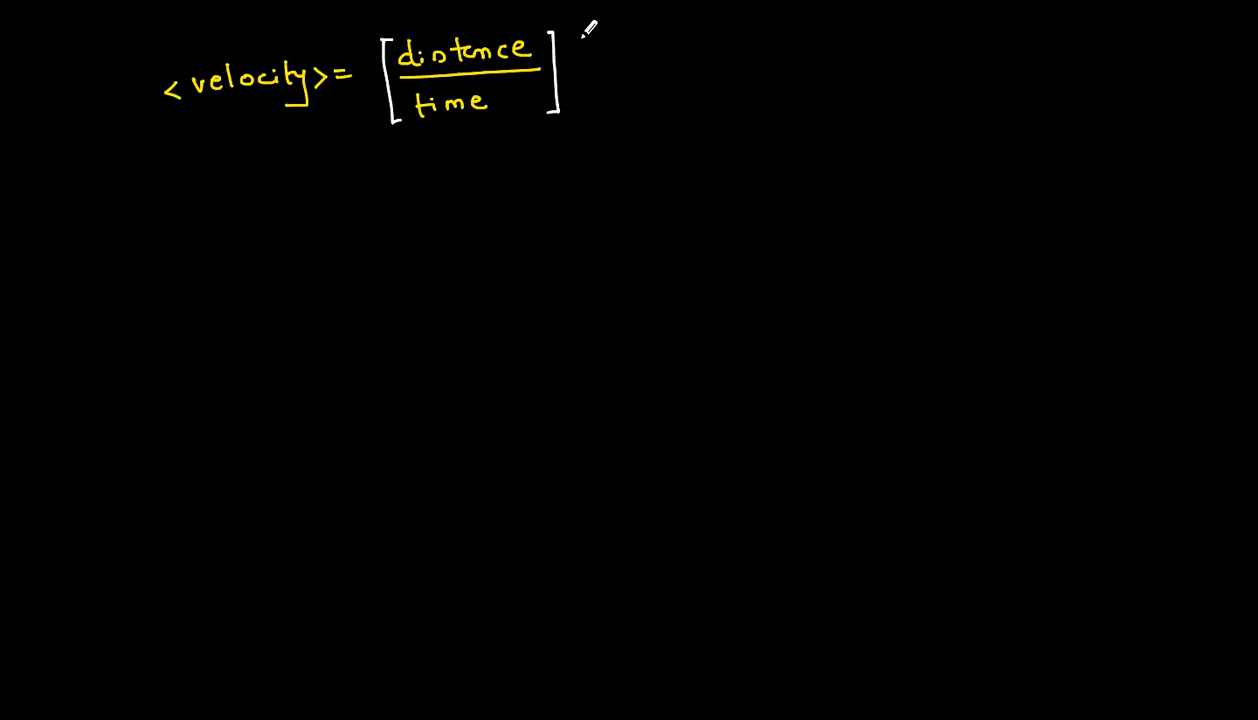 <velocity> = [distance / time]